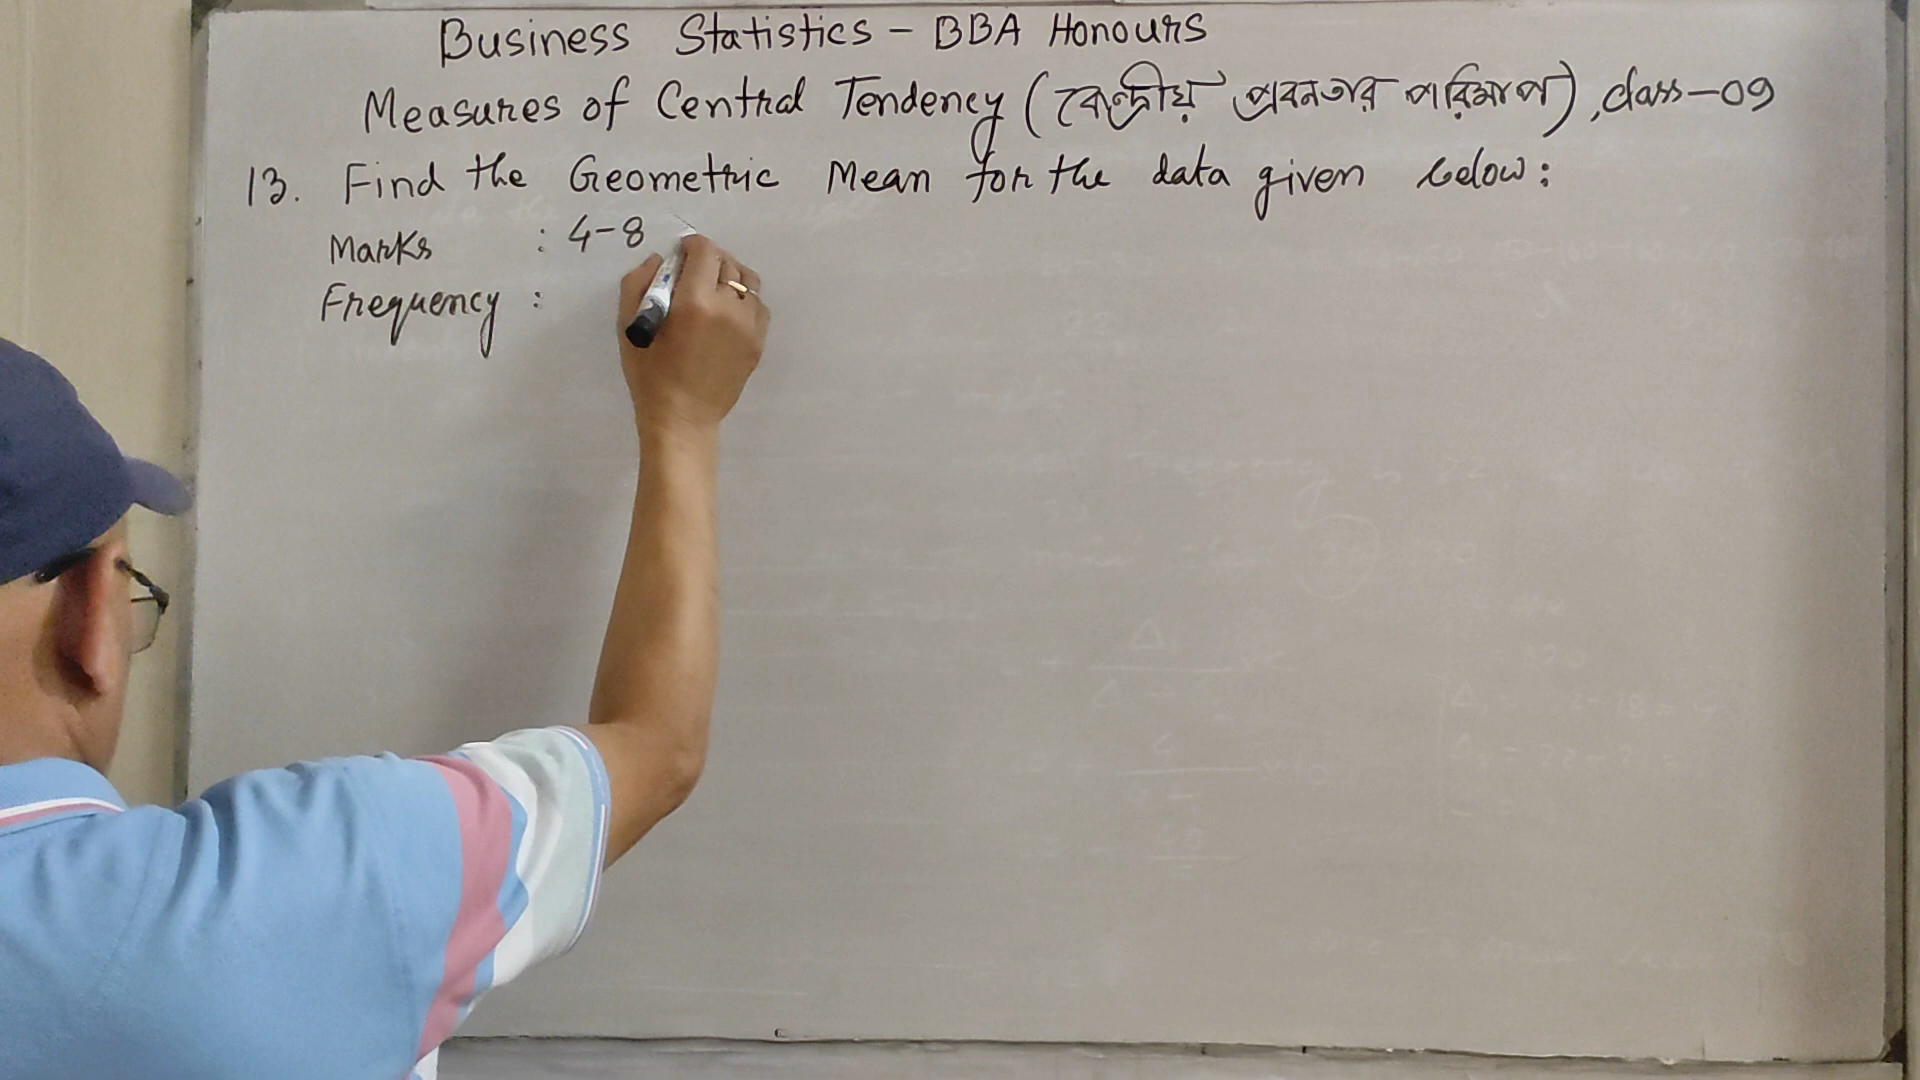 Business Statistics - BBA Honours
Measures of Central Tendency (কেন্দ্রীয় প্রবনতার পরিমাপ), class-09
13. Find the Geometric Mean for the data given below:
Marks : 4-8
Frequency :